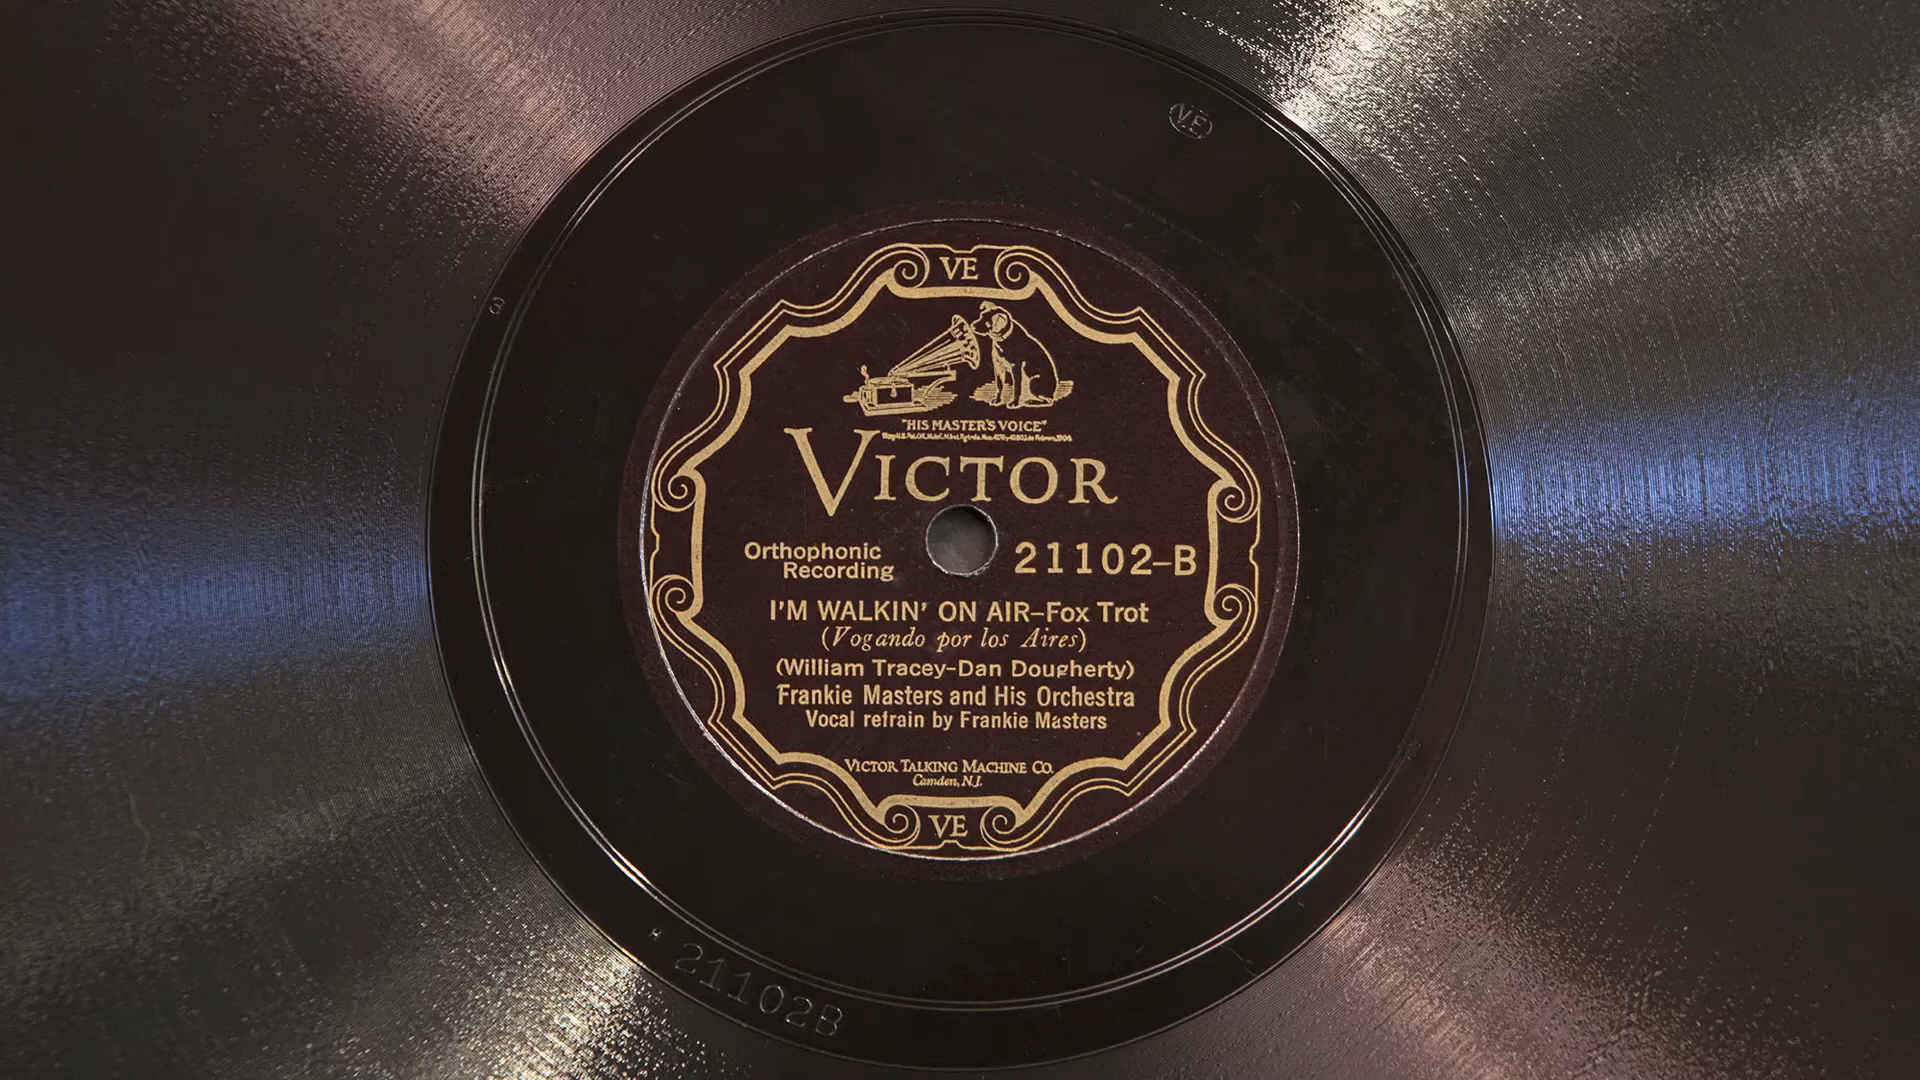 VE
VE
"HIS MASTER'S VOICE"
VICTOR
Orthophonic
Recording
21102-B
I'M WALKIN' ON AIR-Fox Trot
(Vogando por los Aires)
(William Tracey-Dan Dougherty)
Frankie Masters and His Orchestra
Vocal refrain by Frankie Masters
VICTOR TALKING MACHINE CO.
Camden, N.J.
VE
21102B